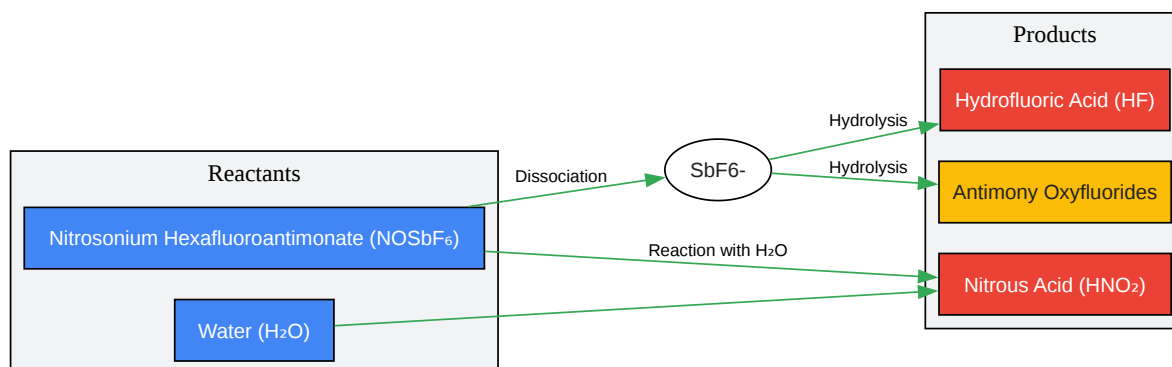 Products
Hydrofluoric Acid (HF)
Hydrolysis
Reactants
Dissociation
SbF6-
Hydrolysis
Antimony Oxyfluorides
Nitrosonium Hexafluoroantimonate (NOSbF₆)
Reaction with H₂O
Nitrous Acid (HNO₂)
Water (H₂O)